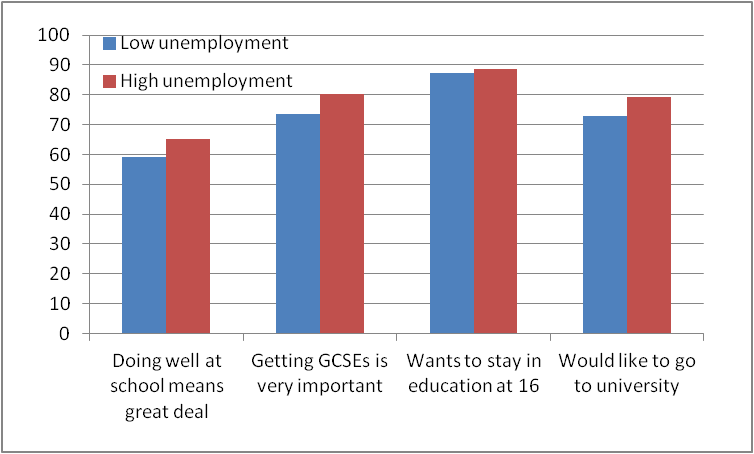 100
90
80
70
60
50
40
30
20
10
0
Low unemployment
High unemployment
Doing well at
school means
great deal
Getting GCSEs is
very important
Wants to stay in
education at 16
Would like to go
to university